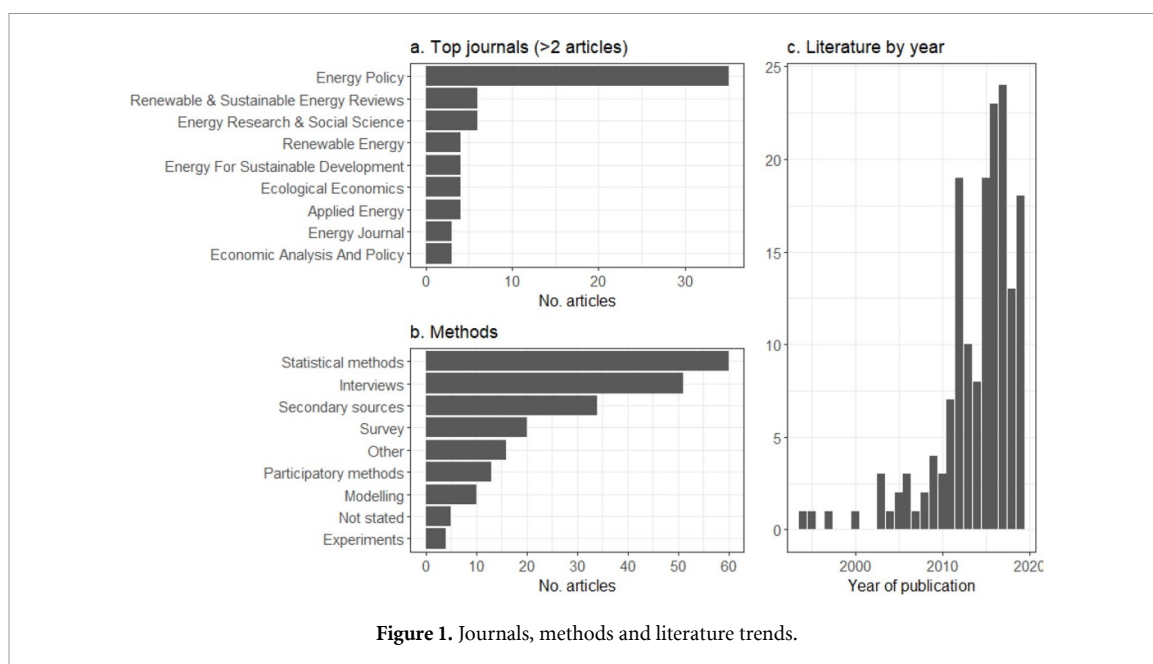 a. Top journals (>2 articles)
Energy Policy
Renewable & Sustainable Energy Reviews
Energy Research & Social Science
Renewable Energy
Energy For Sustainable Development
Ecological Economics
Applied Energy
Energy Journal
Economic Analysis And Policy
0 10 20 30
No. articles
b. Methods
Statistical methods
Interviews
Secondary sources
Survey
Other
Participatory methods
Modelling
Not stated
Experiments
0 10 20 30 40 50 60
No. articles
c. Literature by year
25
20
15
10
5
0
2000 2010 2020
Year of publication
Figure 1. Journals, methods and literature trends.